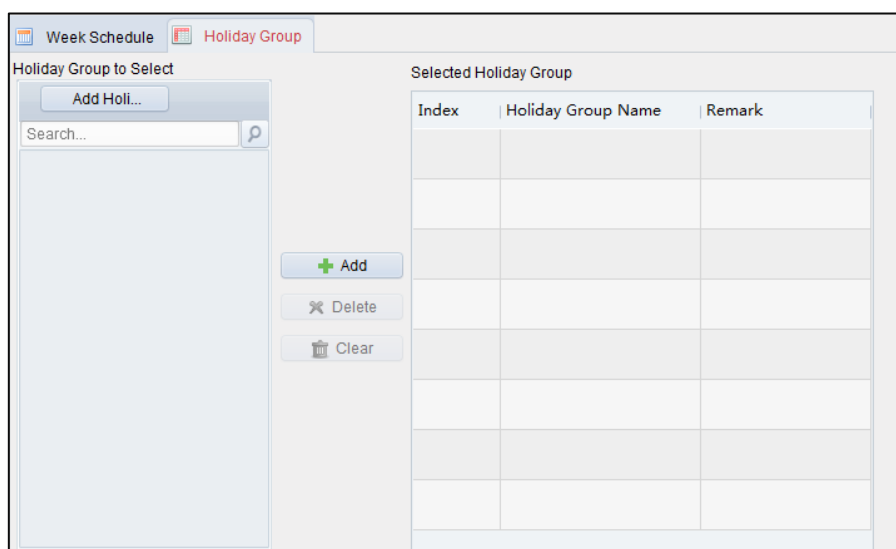 Week Schedule Holiday Group
Holiday Group to Select
Add Holi...
Search...
Add
Delete
Clear
Selected Holiday Group
Index Holiday Group Name Remark